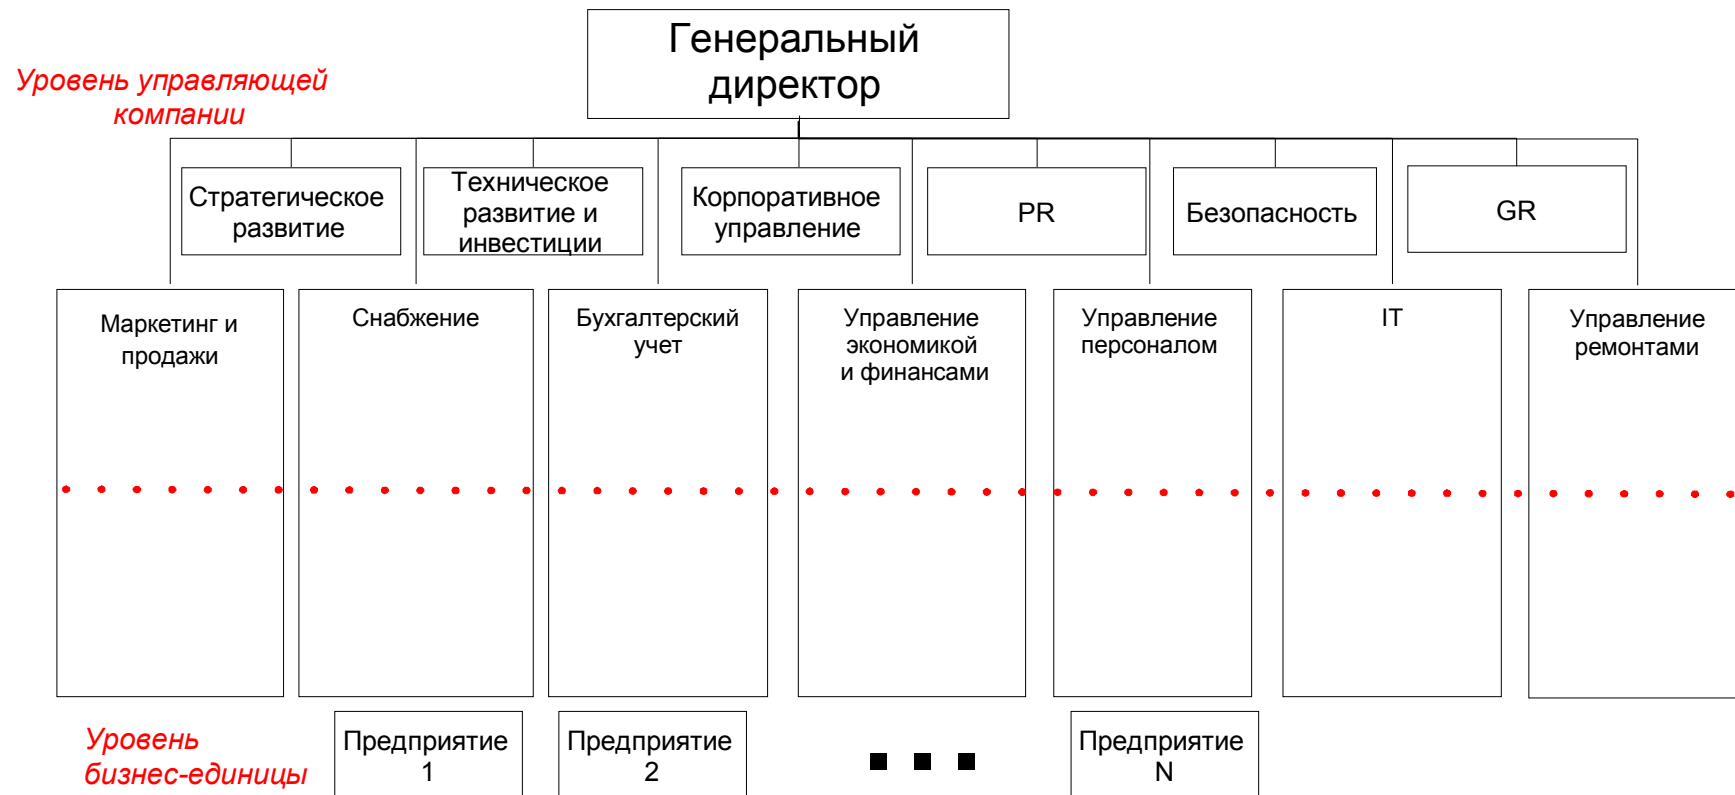 Генеральный
директор
Уровень управляющей
компании
Стратегическое
развитие
Техническое
развитие и
инвестиции
Корпоративное
управление
PR
Безопасность
GR
Маркетинг и
продажи
Снабжение
Бухгалтерский
учет
Управление
экономикой
и финансами
Управление
персоналом
IT
Управление
ремонтами
Уровень
бизнес-единицы
Предприятие
1
Предприятие
2
Предприятие
N